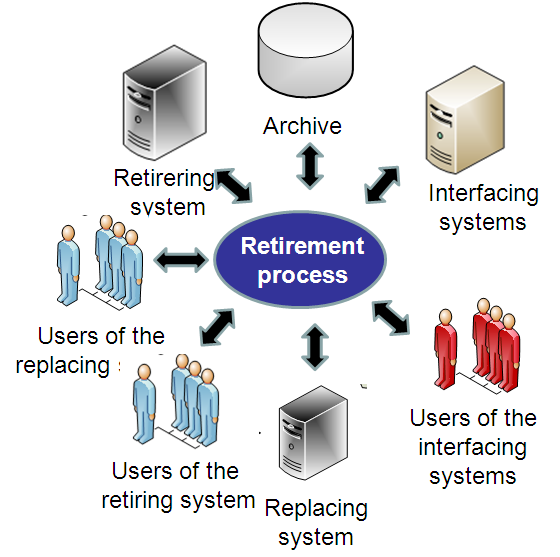 Archive
Retirering
system
Interfacing
systems
Retirement
process
Users of the
replacing
Users of the
interfacing
systems
Users of the
retiring system
Replacing
system